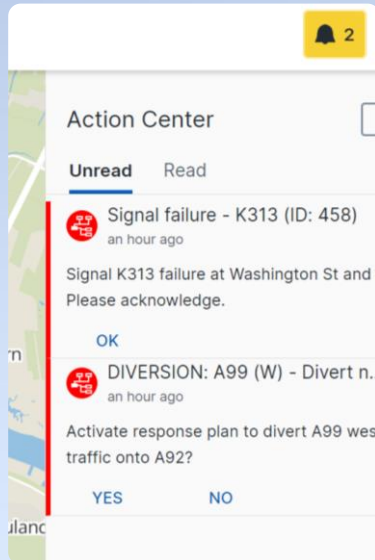 2
Action Center
Unread Read
Signal failure - K313 (ID: 458)
an hour ago
Signal K313 failure at Washington St and
Please acknowledge.
OK
DIVERSION: A99 (W) - Divert n...
an hour ago
Activate response plan to divert A99 wes
traffic onto A92?
YES NO